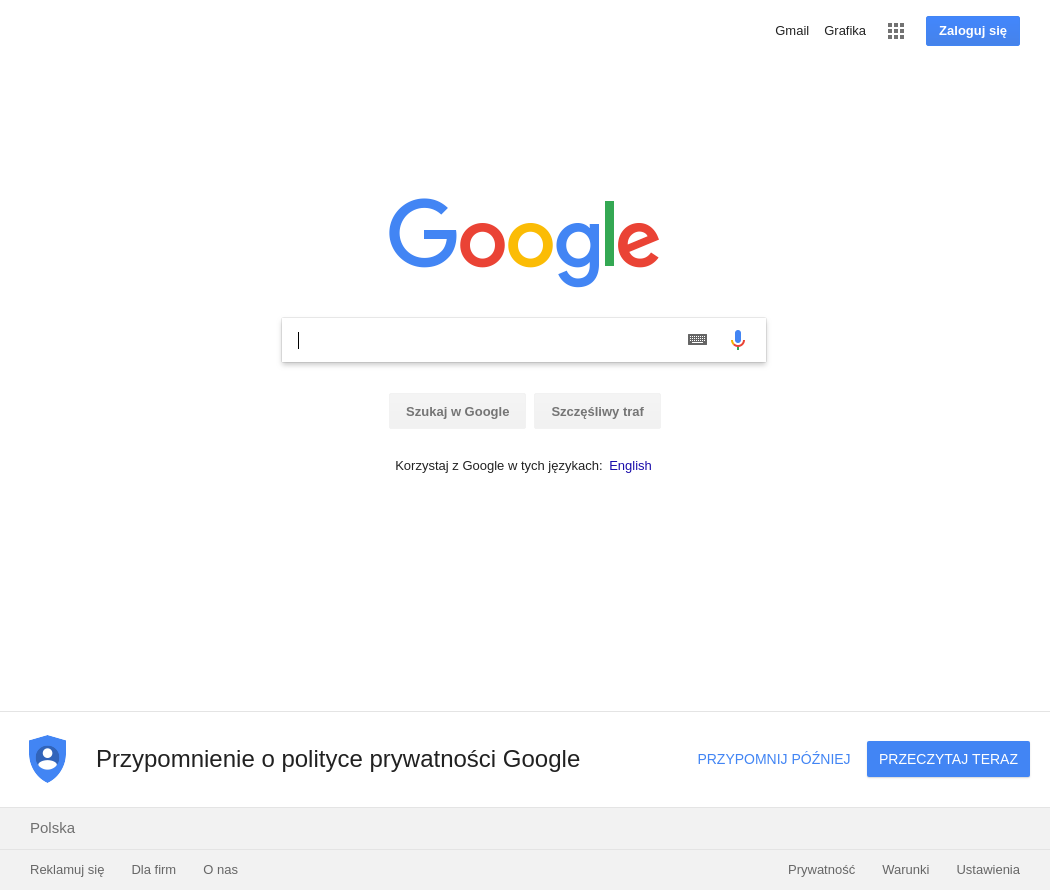 Gmail Grafika Zaloguj się
Google
Szukaj w Google Szczęśliwy traf
Korzystaj z Google w tych językach: English
Przypomnienie o polityce prywatności Google PRZYPOMNIJ PÓŹNIEJ PRZECZYTAJ TERAZ
Polska
Reklamuj się Dla firm O nas Prywatność Warunki Ustawienia